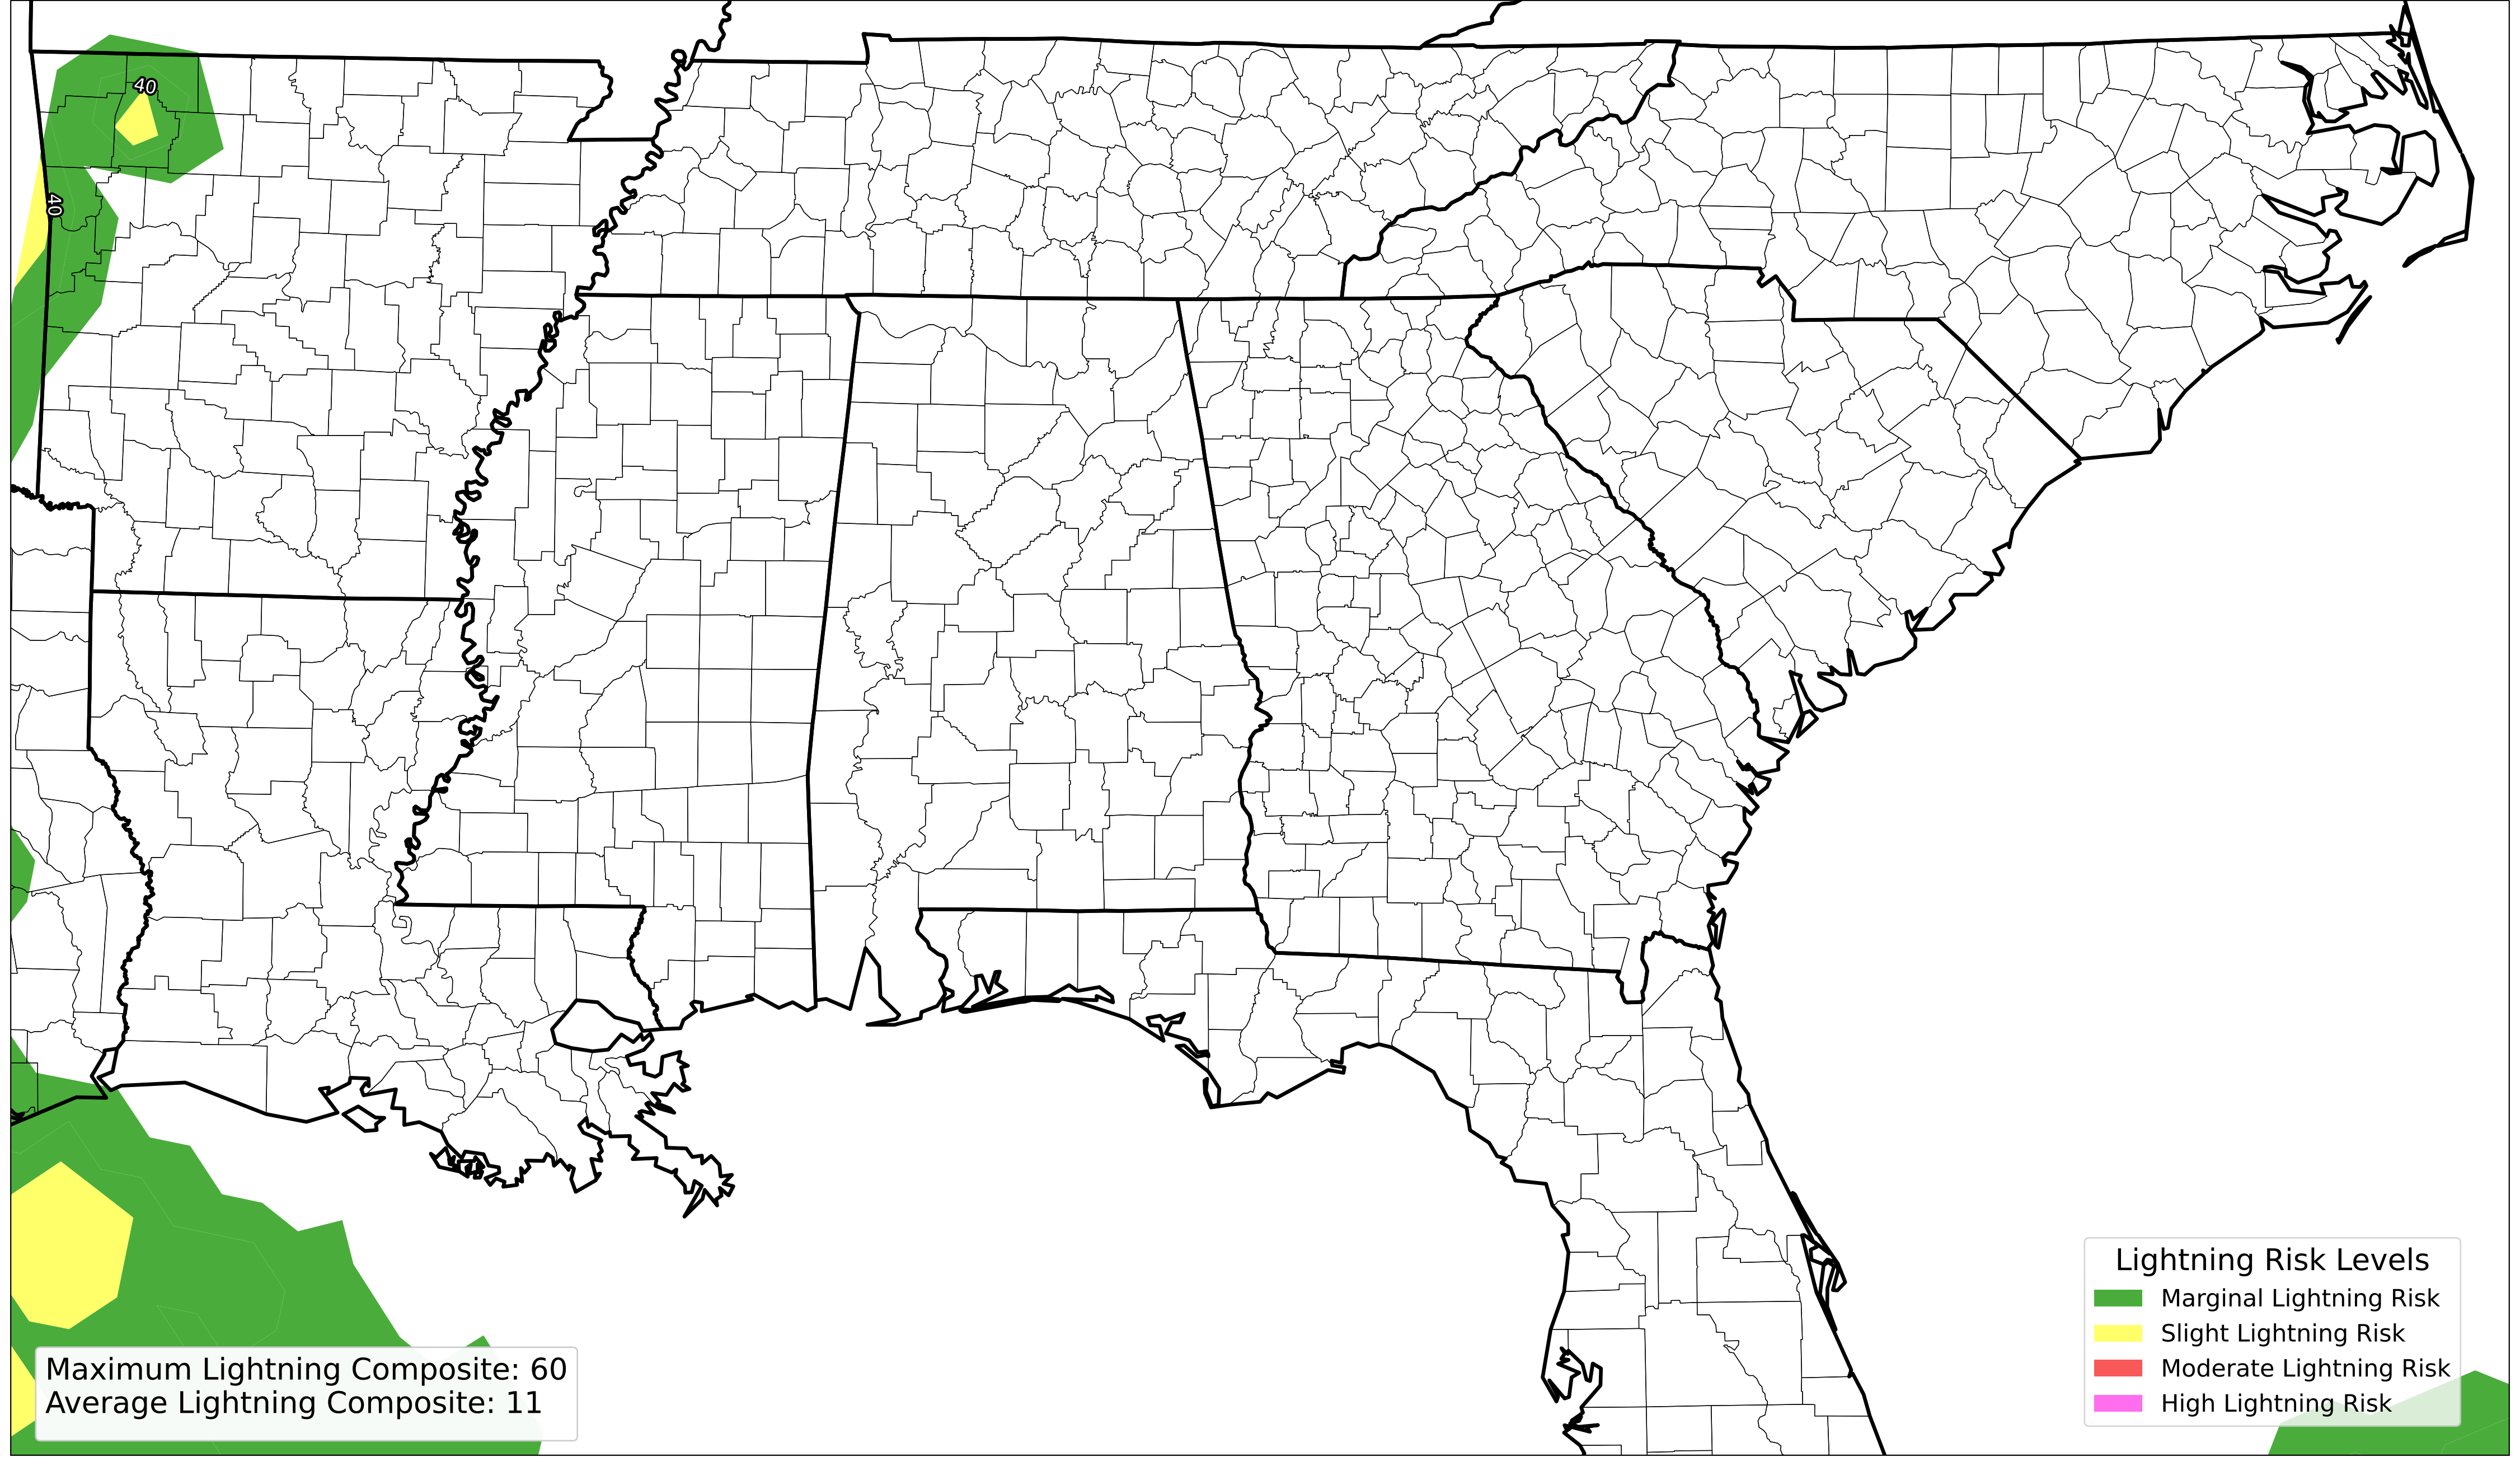 40
40
Lightning Risk Levels
Marginal Lightning Risk
Slight Lightning Risk
Moderate Lightning Risk
High Lightning Risk
Maximum Lightning Composite: 60
Average Lightning Composite: 11